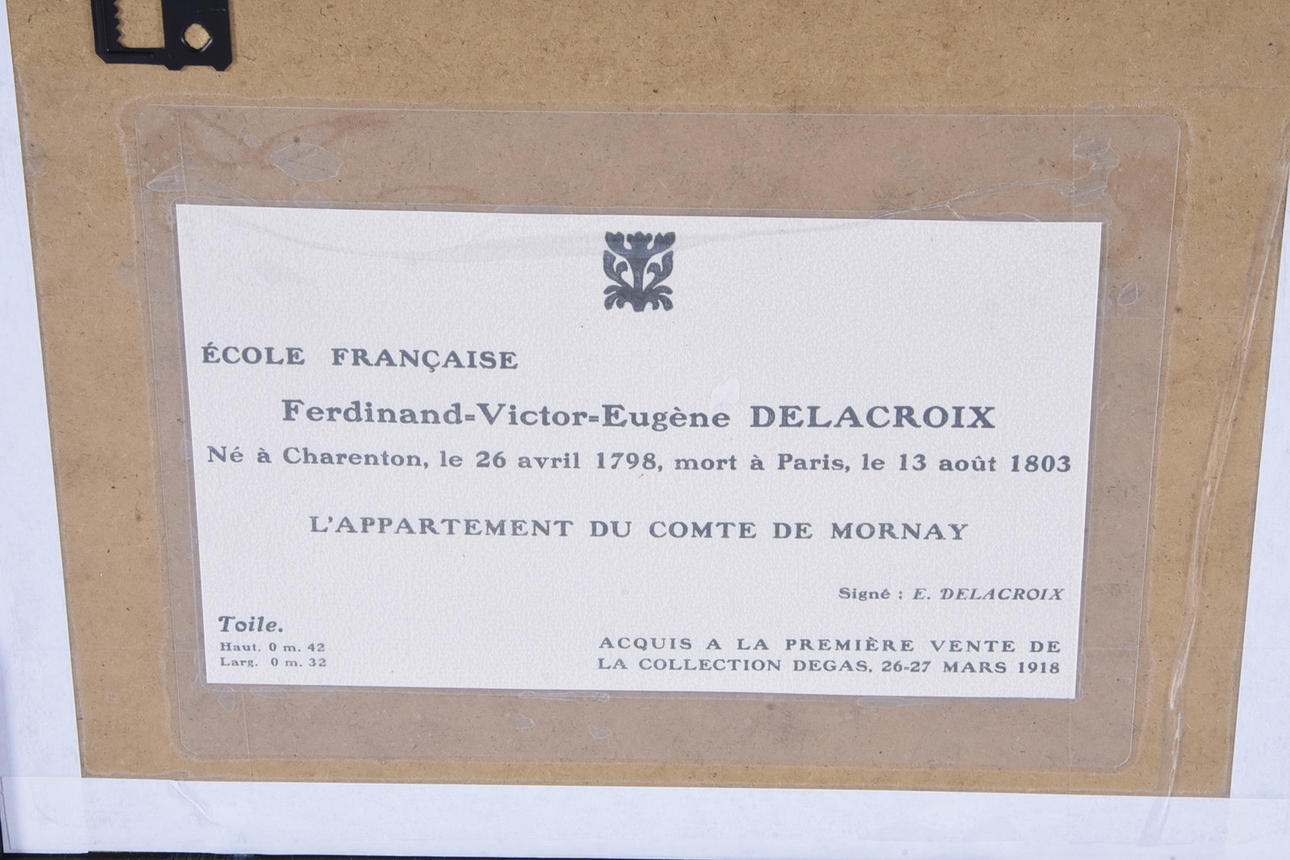 ÉCOLE FRANÇAISE
Ferdinand=Victor=Eugène DELACROIX
Né à Charenton, le 26 avril 1798, mort à Paris, le 13 août 1803
L'APPARTEMENT DU COMTE DE MORNAY
Signé : E. DELACROIX
Toile.
Haut. 0 m. 42
Larg. 0 m. 32
ACQUIS A LA PREMIÈRE VENTE DE
LA COLLECTION DEGAS, 26-27 MARS 1918